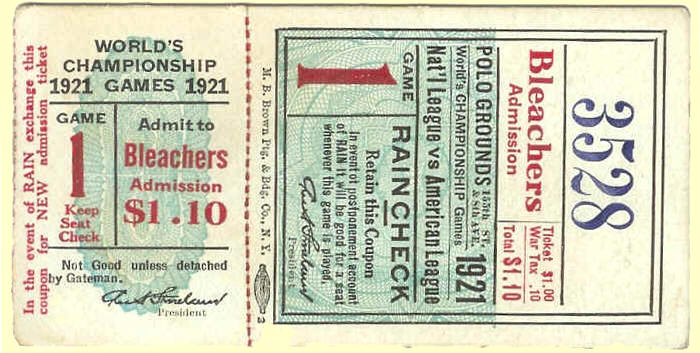 In the event of RAIN exchange this
coupon for NEW admission ticket
WORLD'S
CHAMPIONSHIP
1921 GAMES 1921
GAME
1
Keep
Seat
Check
Admit to
Bleachers
Admission
$1.10
Not Good unless detached
by Gateman.
President
M. B. Brown Ptg. & Bdg. Co., N. Y.
2
POLO GROUNDS 155th ST. & 8th AVE.
World's CHAMPIONSHIP Games 1921
Nat'l League vs American League
GAME
1
RAIN CHECK
Retain this Coupon
In event of postponement account
of RAIN it will be good for a seat
whenever this game is played.
President
Bleachers
Admission
Ticket $1.00
War Tax .10
Total $1.10
3528